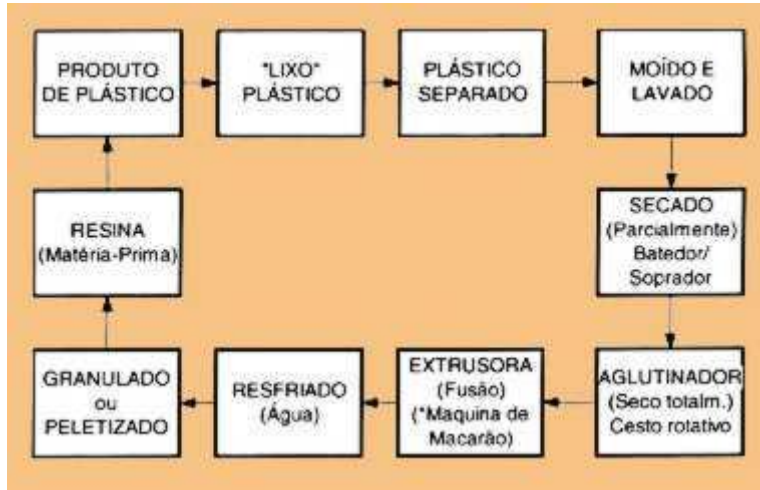 PRODUTO
DE PLÁSTICO
"LIXO"
PLÁSTICO
PLÁSTICO
SEPARADO
MOÍDO E
LAVADO
SECADO
(Parcialmente)
Batedor/
Soprador
AGLUTINADOR
(Seco totalm.)
Cesto rotativo
EXTRUSORA
(Fusão)
("Maquina de
Macarão)
RESFRIADO
(Água)
GRANULADO
ou
PELETIZADO
RESINA
(Matéria-Prima)